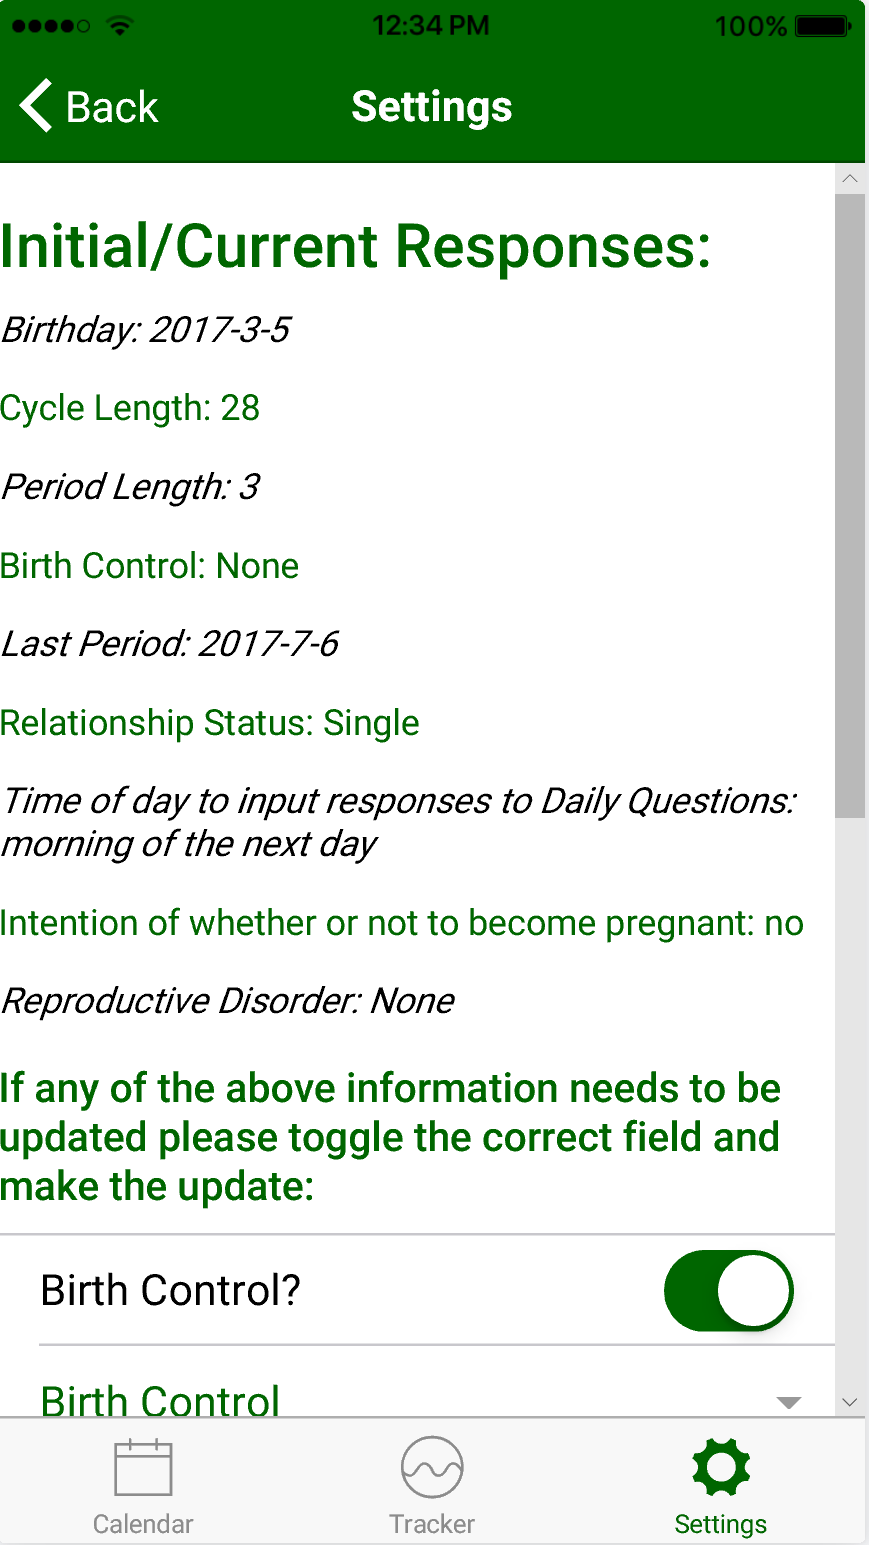 12:34 PM
100%
Back
Settings
Initial/Current Responses:
Birthday: 2017-3-5
Cycle Length: 28
Period Length: 3
Birth Control: None
Last Period: 2017-7-6
Relationship Status: Single
Time of day to input responses to Daily Questions:
morning of the next day
Intention of whether or not to become pregnant: no
Reproductive Disorder: None
If any of the above information needs to be
updated please toggle the correct field and
make the update:
Birth Control?
Birth Control
Calendar
Tracker
Settings